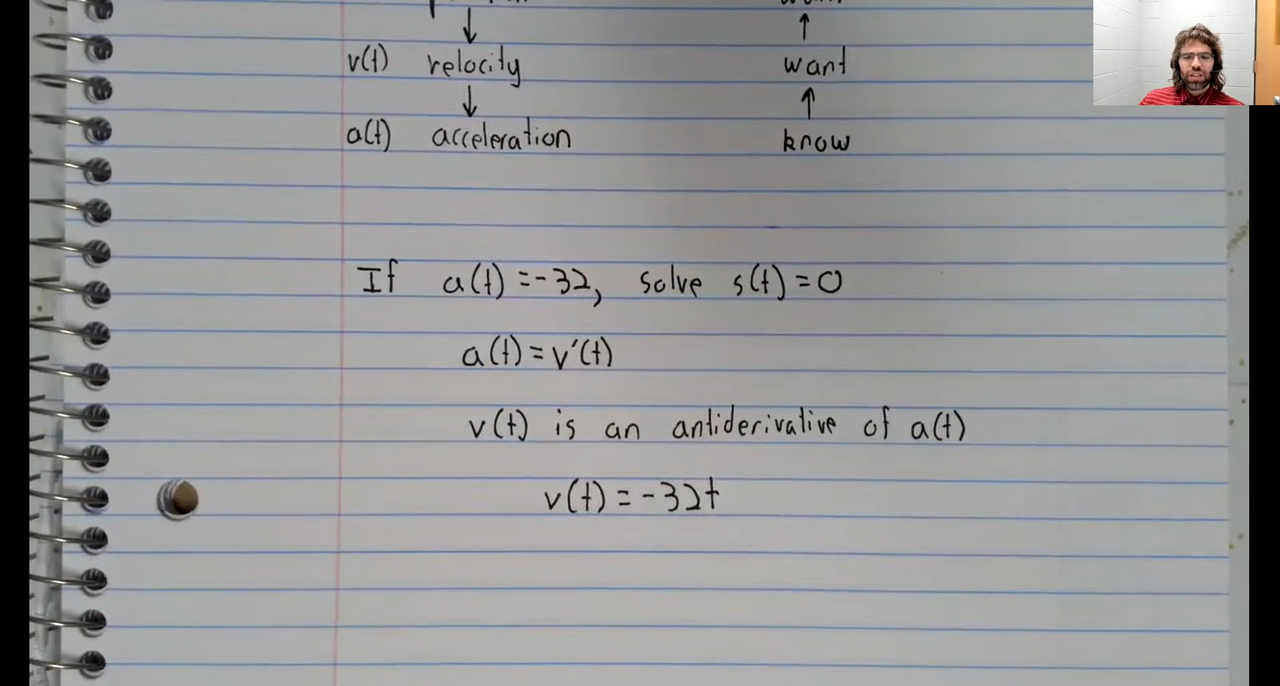 v(t) velocity want
a(t) acceleration know
If a(t) = -32, solve s(t) = 0
a(t) = v'(t)
v(t) is an antiderivative of a(t)
v(t) = -32t